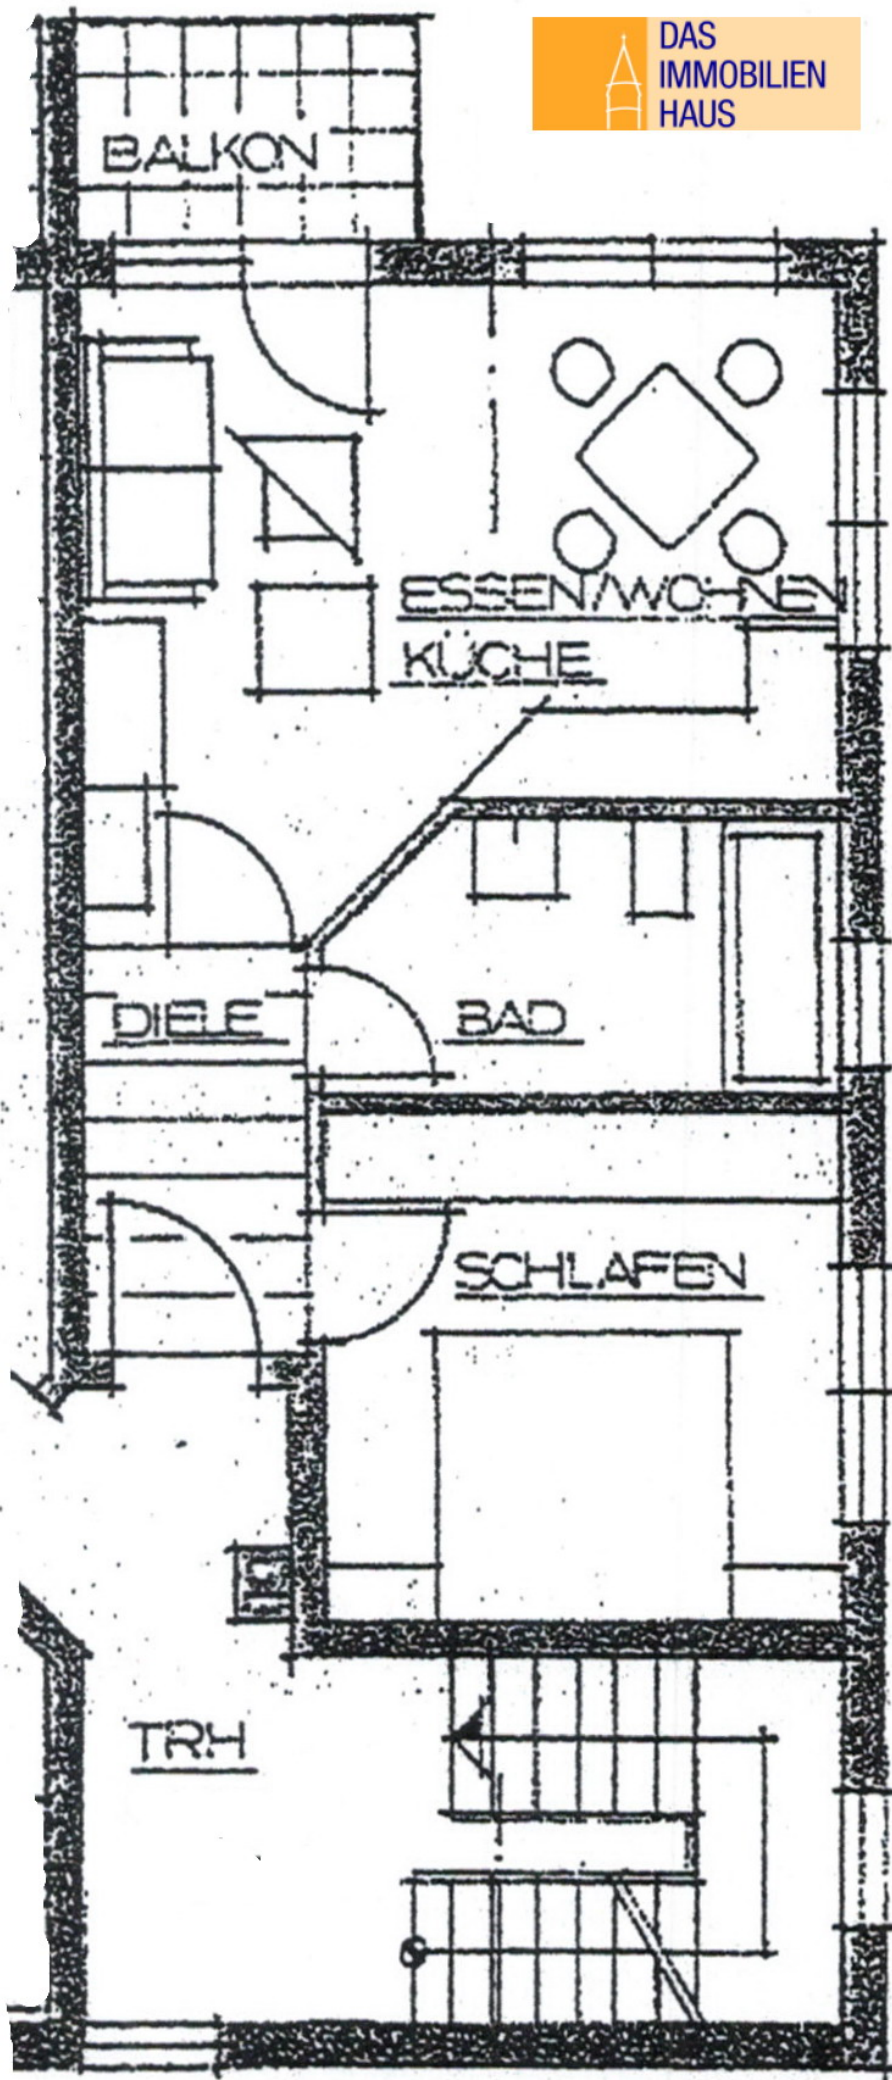 DAS
IMMOBILIEN
HAUS
BALKON
ESSEN/WOHNEN
KÜCHE
DIELE
BAD
SCHLAFEN
TRH